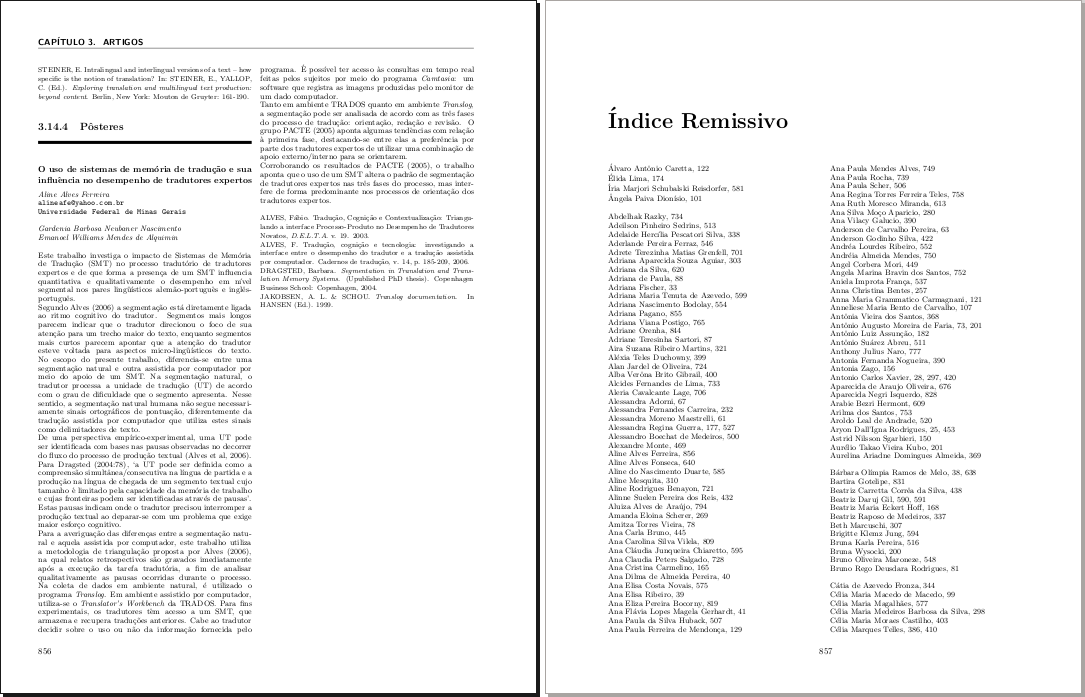 CAPÍTULO 3. ARTIGOS
STEINER, E. Intralingual and interlingual versions of a text – how
specific is the notion of translation? In: STEINER, E., YALLOP,
C. (Ed.). Exploring translation and multilingual text production:
beyond content. Berlin, New York: Mouton de Gruyter: 161-190.
3.14.4 Pôsteres
O uso de sistemas de memória de tradução e sua
influência no desempenho de tradutores expertos
Aline Alves Ferreira
alineafe@yahoo.com.br
Universidade Federal de Minas Gerais
Gardenia Barbosa Neubaner Nascimento
Emanoel Williams Mendes de Alquimim
Este trabalho investiga o impacto de Sistemas de Memória
de Tradução (SMT) no processo tradutório de tradutores
expertos e de que forma a presença de um SMT influencia
quantitativa e qualitativamente o desempenho em nível
segmental nos pares lingüísticos alemão-português e inglês-
português.
Segundo Alves (2006) a segmentação está diretamente ligada
ao ritmo cognitivo do tradutor. Segmentos mais longos
parecem indicar que o tradutor direcionou o foco de sua
atenção para um trecho maior do texto, enquanto segmentos
mais curtos parecem apontar que a atenção do tradutor
esteve voltada para aspectos micro-lingüísticos do texto.
No escopo do presente trabalho, diferencia-se entre uma
segmentação natural e outra assistida por computador por
meio do apoio de um SMT. Na segmentação natural, o
tradutor processa a unidade de tradução (UT) de acordo
com o grau de dificuldade que o segmento apresenta. Nesse
sentido, a segmentação natural humana não segue necessari-
amente sinais ortográficos de pontuação, diferentemente da
tradução assistida por computador que utiliza estes sinais
como delimitadores de texto.
De uma perspectiva empírico-experimental, uma UT pode
ser identificada com bases nas pausas observadas no decorrer
do fluxo do processo de produção textual (Alves et al, 2006).
Para Dragsted (2004:78), 'a UT pode ser definida como a
compreensão simultânea/consecutiva na língua de partida e a
produção na língua de chegada de um segmento textual cujo
tamanho é limitado pela capacidade da memória de trabalho
e cujas fronteiras podem ser identificadas através de pausas'.
Estas pausas indicam onde o tradutor precisou interromper a
produção textual ao deparar-se com um problema que exige
maior esforço cognitivo.
Para a averiguação das diferenças entre a segmentação natu-
ral e aquela assistida por computador, este trabalho utiliza
a metodologia de triangulação proposta por Alves (2006),
na qual relatos retrospectivos são gravados imediatamente
após a execução da tarefa tradutória, a fim de analisar
qualitativamente as pausas ocorridas durante o processo.
Na coleta de dados em ambiente natural, é utilizado o
programa Translog. Em ambiente assistido por computador,
utiliza-se o Translator's Workbench da TRADOS. Para fins
experimentais, os tradutores têm acesso a um SMT, que
armazena e recupera traduções anteriores. Cabe ao tradutor
decidir sobre o uso ou não da informação fornecida pelo
programa. É possível ter acesso às consultas em tempo real
feitas pelos sujeitos por meio do programa Camtasia: um
software que registra as imagens produzidas pelo monitor de
um dado computador.
Tanto em ambiente TRADOS quanto em ambiente Translog,
a segmentação pode ser analisada de acordo com as três fases
do processo de tradução: orientação, redação e revisão. O
grupo PACTE (2005) aponta algumas tendências com relação
à primeira fase, destacando-se entre elas a preferência por
parte dos tradutores expertos de utilizar uma combinação de
apoio externo/interno para se orientarem.
Corroborando os resultados de PACTE (2005), o trabalho
aponta que o uso de um SMT altera o padrão de segmentação
de tradutores expertos nas três fases do processo, mas inter-
fere de forma predominante nos processos de orientação dos
tradutores expertos.
ALVES, Fábio. Tradução, Cognição e Contextualização: Triangu-
lando a interface Processo-Produto no Desempenho de Tradutores
Novatos, D.E.L.T.A. v. 19. 2003.
ALVES, F. Tradução, cognição e tecnologia: investigando a
interface entre o desempenho do tradutor e a tradução assistida
por computador. Cadernos de tradução, v. 14, p. 185-209, 2006.
DRAGSTED, Barbara. Segmentation in Translation and Trans-
lation Memory Systems. (Upublished PhD thesis). Copenhagen
Business School: Copenhagen, 2004.
JAKOBSEN, A. L. & SCHOU. Translog documentation. In
HANSEN (Ed.). 1999.
856
Índice Remissivo
Álvaro Antônio Caretta, 122
Élida Lima, 174
Íria Marjori Schubalski Reisdorfer, 581
Ângela Paiva Dionísio, 101
Abdelhak Razky, 734
Adeilson Pinheiro Sedrins, 513
Adelaide Hercília Pescatori Silva, 338
Aderlande Pereira Ferraz, 546
Adrete Terezinha Matias Grenfell, 701
Adriana Aparecida Souza Aguiar, 303
Adriana da Silva, 620
Adriana de Paula, 88
Adriana Fischer, 33
Adriana Maria Tenuta de Azevedo, 599
Adriana Nascimento Bodolay, 554
Adriana Pagano, 855
Adriana Viana Postigo, 765
Adriane Orenha, 844
Adriane Teresinha Sartori, 87
Aira Suzana Ribeiro Martins, 321
Aléxia Teles Duchowny, 399
Alan Jardel de Oliveira, 724
Alba Verôna Brito Gibrail, 400
Alcides Fernandes de Lima, 733
Aleria Cavalcante Lage, 706
Alessandra Adorni, 67
Alessandra Fernandes Carreira, 232
Alessandra Moreno Maestrelli, 61
Alessandra Regina Guerra, 177, 527
Alessandro Boechat de Medeiros, 500
Alexandre Monte, 469
Aline Alves Ferreira, 856
Aline Alves Fonseca, 640
Aline do Nascimento Duarte, 585
Aline Mesquita, 310
Aline Rodrigues Benayon, 721
Alinne Suelen Pereira dos Reis, 432
Aluiza Alves de Araújo, 794
Amanda Eloina Scherer, 269
Amitza Torres Vieira, 78
Ana Carla Bruno, 445
Ana Carolina Silva Vilela, 809
Ana Cláudia Junqueira Chiaretto, 595
Ana Claudia Peters Salgado, 728
Ana Cristina Carmelino, 165
Ana Dilma de Almeida Pereira, 40
Ana Elisa Costa Novais, 575
Ana Elisa Ribeiro, 39
Ana Eliza Pereira Bocorny, 819
Ana Flávia Lopes Magela Gerhardt, 41
Ana Paula da Silva Huback, 507
Ana Paula Ferreira de Mendonça, 129
Ana Paula Mendes Alves, 749
Ana Paula Rocha, 739
Ana Paula Scher, 506
Ana Regina Torres Ferreira Teles, 758
Ana Ruth Moresco Miranda, 613
Ana Silva Moço Aparício, 280
Ana Vilacy Galucio, 390
Anderson de Carvalho Pereira, 63
Anderson Godinho Silva, 422
Andréa Lourdes Ribeiro, 552
Andréia Almeida Mendes, 750
Angel Corbera Mori, 449
Angela Marina Bravin dos Santos, 752
Aniela Improta França, 537
Anna Christina Bentes, 257
Anna Maria Grammatico Carmagnani, 121
Anneliese Maria Bento de Carvalho, 107
Antônia Vieira dos Santos, 368
Antônio Augusto Moreira de Faria, 73, 201
Antônio Luiz Assunção, 182
Antônio Suárez Abreu, 511
Anthony Julius Naro, 777
Antonia Fernanda Nogueira, 390
Antonia Zago, 156
Antonio Carlos Xavier, 28, 297, 420
Aparecida de Araujo Oliveira, 676
Aparecida Negri Isquerdo, 828
Arabie Bezri Hermont, 609
Arilma dos Santos, 753
Aroldo Leal de Andrade, 520
Aryon Dall'Igna Rodrigues, 25, 453
Astrid Nilsson Sgarbieri, 150
Aurélio Takao Vieira Kubo, 201
Aurelina Ariadne Domingues Almeida, 369
Bárbara Olímpia Ramos de Melo, 38, 638
Bartira Gotelipe, 831
Beatriz Carretta Corrêa da Silva, 438
Beatriz Daruj Gil, 590, 591
Beatriz Maria Eckert Hoff, 168
Beatriz Raposo de Medeiros, 337
Beth Marcuschi, 307
Brigitte Klemz Jung, 594
Bruna Karla Pereira, 516
Bruna Wysocki, 200
Bruno Oliveira Maroneze, 548
Bruno Rego Deusdara Rodrigues, 81
Cátia de Azevedo Fronza, 344
Célia Maria Macedo de Macedo, 99
Célia Maria Magalhães, 577
Célia Maria Medeiros Barbosa da Silva, 298
Célia Maria Moraes Castilho, 403
Célia Marques Telles, 386, 410
857